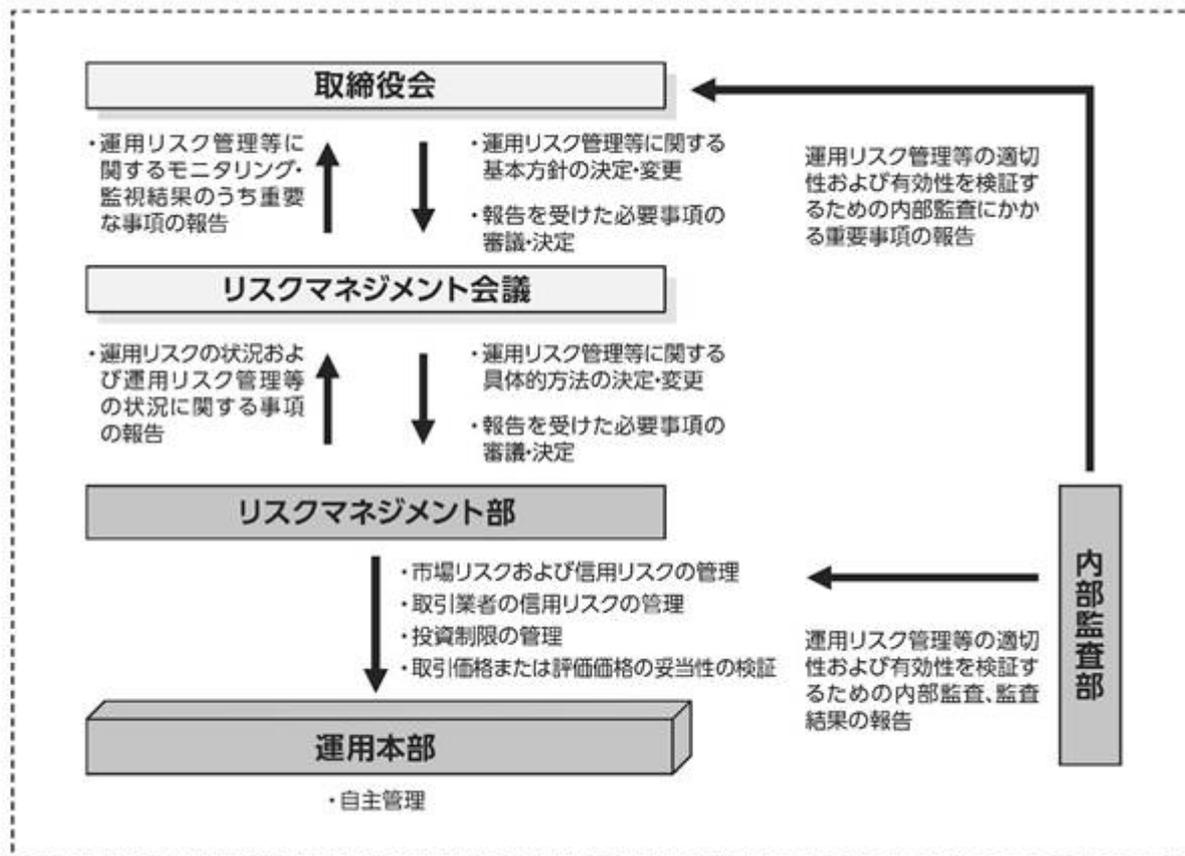 取締役会
・運用リスク管理等に
関するモニタリング・
監視結果のうち重要
な事項の報告
・運用リスク管理等に関する
基本方針の決定・変更
・報告を受けた必要事項の
審議・決定
運用リスク管理等の適切
性および有効性を検証す
るための内部監査にかか
る重要事項の報告
リスクマネジメント会議
・運用リスクの状況およ
び運用リスク管理等
の状況に関する事項
の報告
・運用リスク管理等に関する
具体的方法の決定・変更
・報告を受けた必要事項の
審議・決定
リスクマネジメント部
・市場リスクおよび信用リスクの管理
・取引業者の信用リスクの管理
・投資制限の管理
・取引価格または評価価格の妥当性の検証
内部監査部
運用リスク管理等の適切
性および有効性を検証す
るための内部監査、監査
結果の報告
運用本部
・自主管理